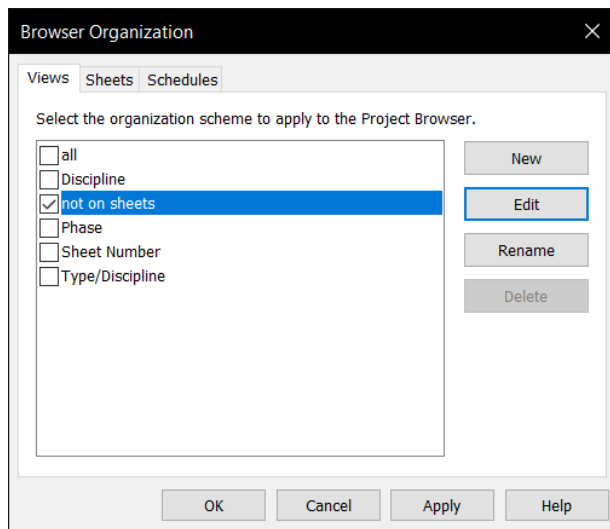 Browser Organization
Views Sheets Schedules
Select the organization scheme to apply to the Project Browser.
all
Discipline
not on sheets
Phase
Sheet Number
Type/Discipline
New
Edit
Rename
Delete
OK Cancel Apply Help